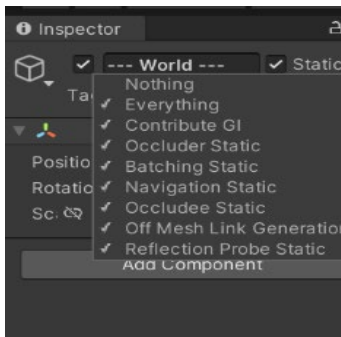 Inspector
--- World --- Static
Ta
Nothing
Everything
Contribute GI
Occluder Static
Batching Static
Navigation Static
Occludee Static
Off Mesh Link Generation
Reflection Probe Static
Positio
Rotatio
Sc
Add Component